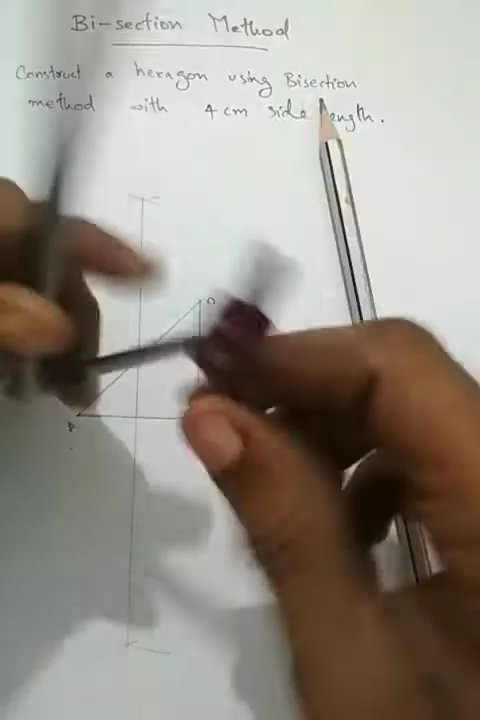 Bi-section Method
Construct a hexagon using Bisection
method with 4 cm side length.
A